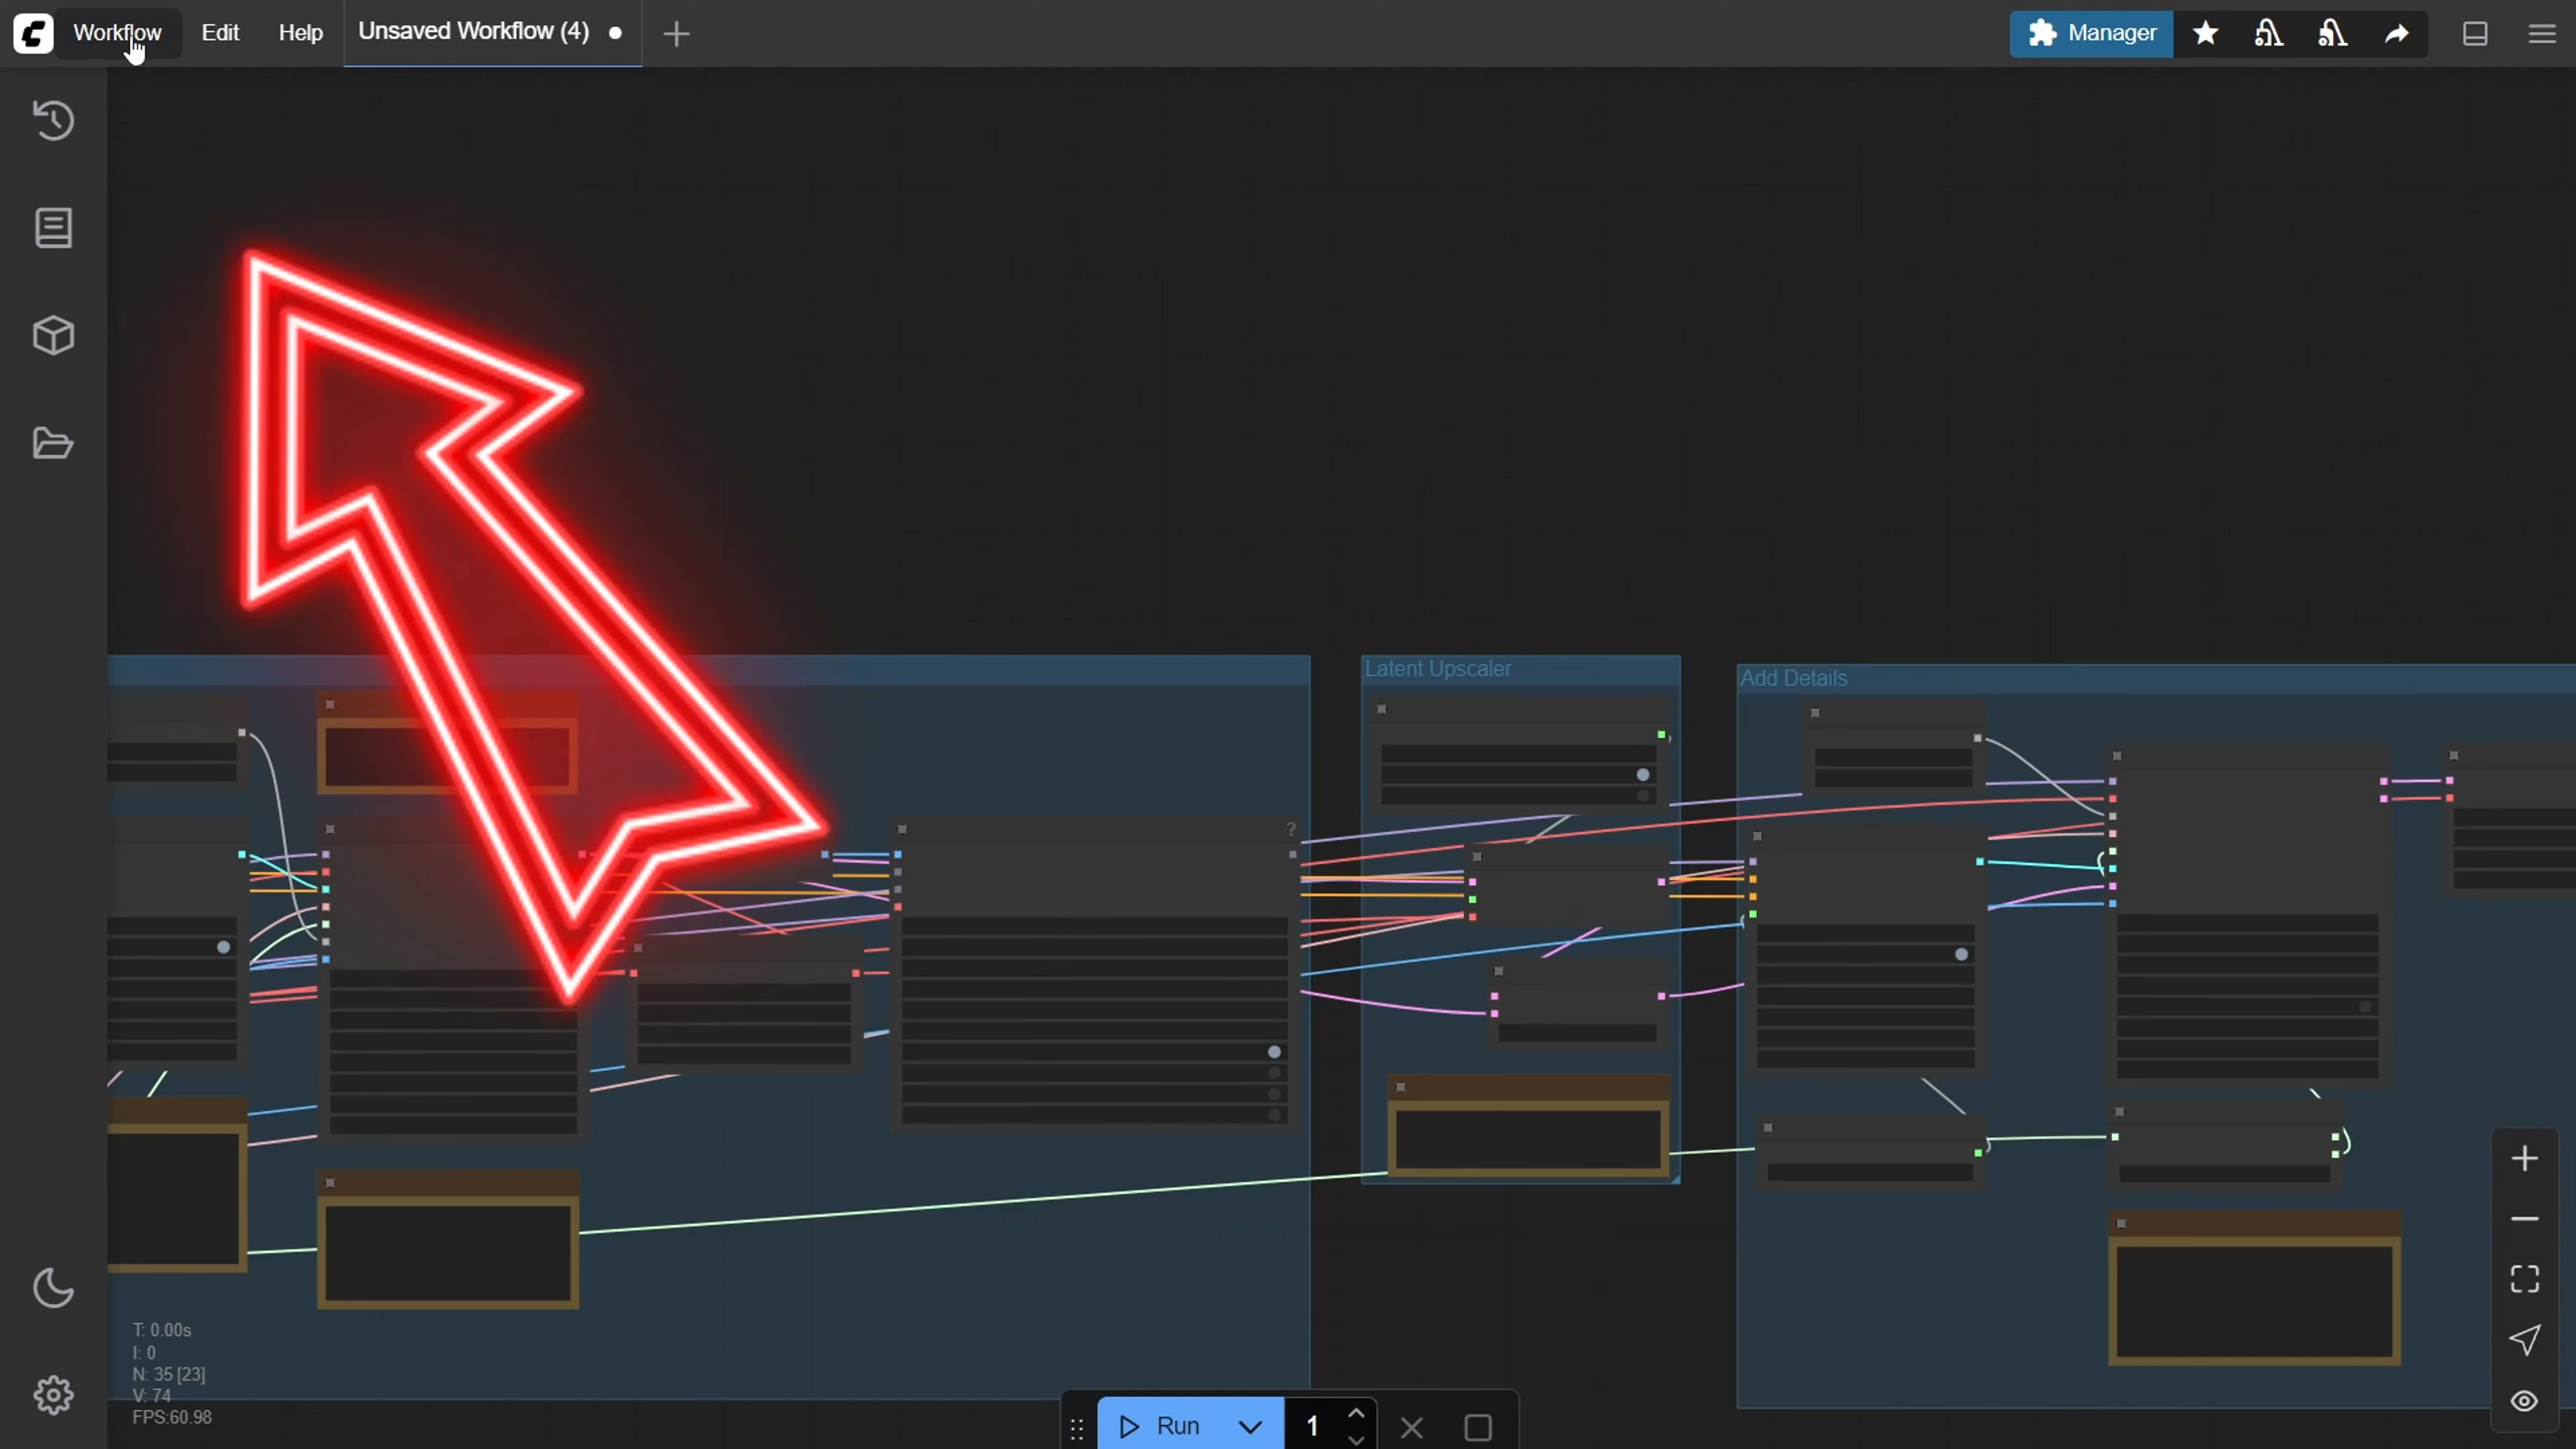 Workflow Edit Help Unsaved Workflow (4) Manager
Latent Upscaler
Add Details
?
T: 0.00s
I: 0
N: 35 [23]
V: 74
FPS:60.98
Run 1